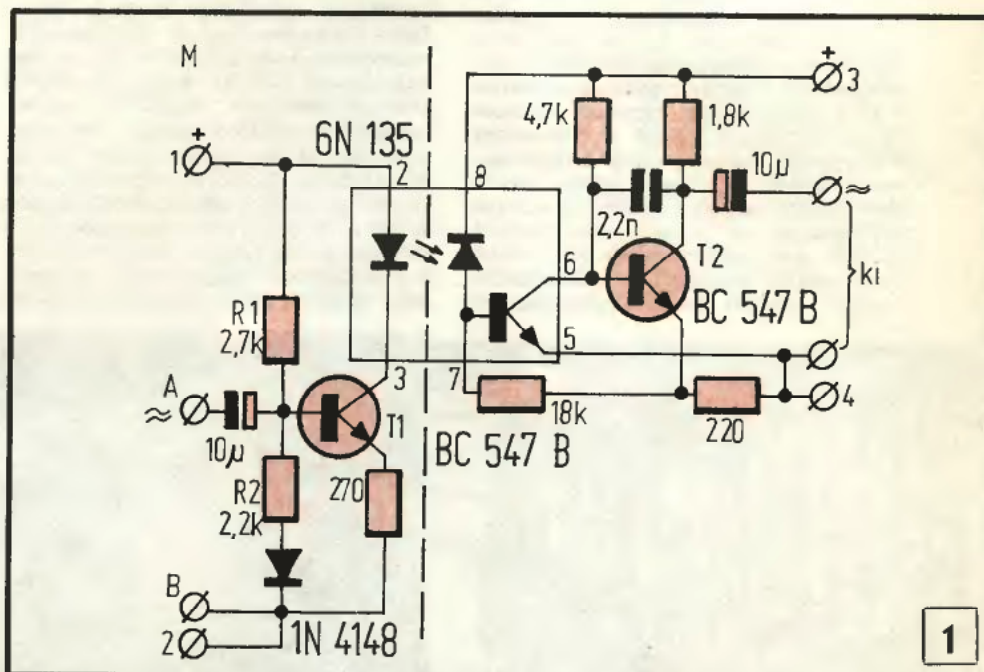 M
+
1
6N 135
2
8
+
3
4,7k
1,8k
10µ
≈
2,2n
T2
6
ki
BC 547 B
5
R1
2,7k
A
≈
3
7
4
T1
10µ
18k
220
BC 547 B
R2
2,2k
270
B
2
1N 4148
1